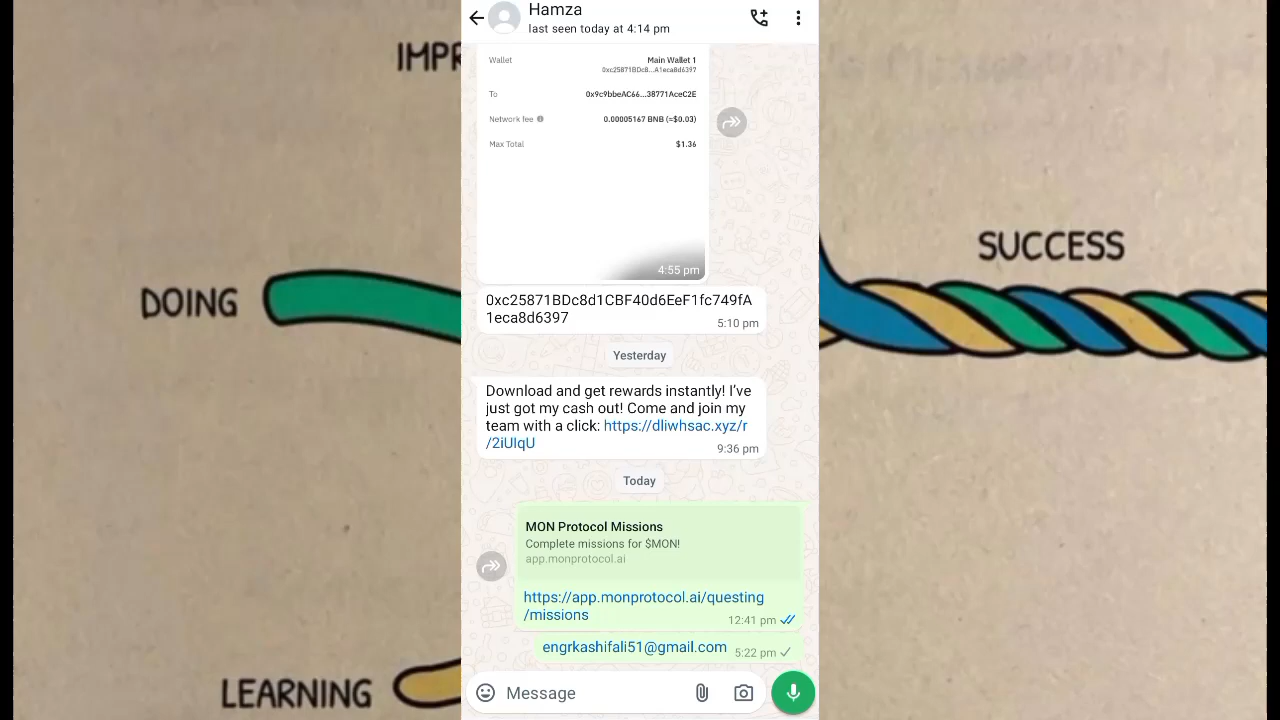 Hamza
last seen today at 4:14 pm
IMPR
Wallet
Main Wallet 1
0xc25871BDc8...A1eca8d6397
To
0x9c9bbeAC66...38771AceC2E
Network fee
0.00005167 BNB (≈$0.03)
Max Total
$1.36
4:55 pm
DOING
SUCCESS
0xc25871BDc8d1CBF40d6EeF1fc749fA
1eca8d6397
5:10 pm
Yesterday
Download and get rewards instantly! I've
just got my cash out! Come and join my
team with a click: https://dliwhsac.xyz/r
/2iUIqU
9:36 pm
Today
MON Protocol Missions
Complete missions for $MON!
app.monprotocol.ai
https://app.monprotocol.ai/questing
/missions
12:41 pm
engrkashifali51@gmail.com
5:22 pm
LEARNING
Message